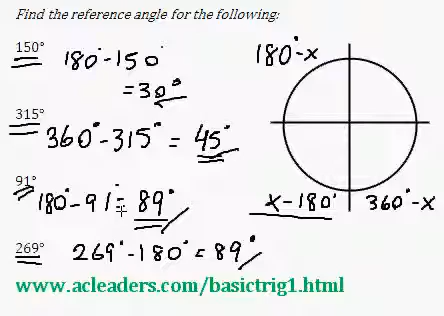 Find the reference angle for the following:
150° 180° - 150°
= 30°
180° - x
315°
360° - 315° = 45°
91°
180° - 91 = 89°
x - 180° 360° - x
269° 269° - 180° = 89°
www.acleaders.com/basictrig1.html